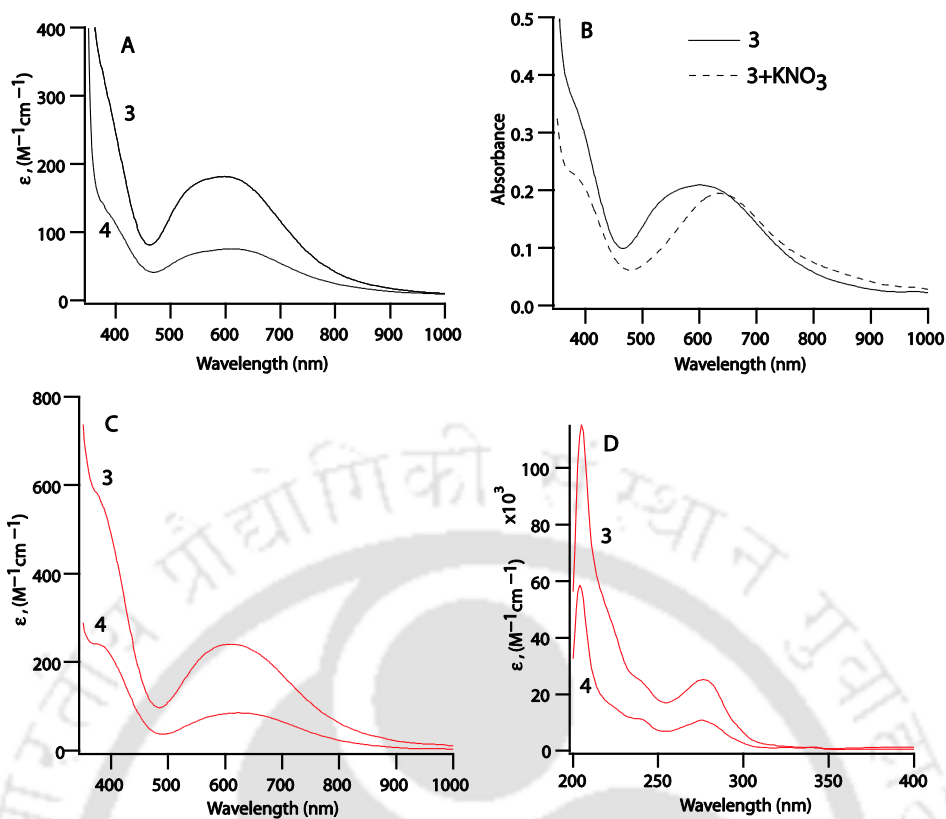 A
400
300
200
100
0
3
4
ε, (M⁻¹cm⁻¹)
400 500 600 700 800 900 1000
Wavelength (nm)
B
3
3+KNO₃
0.5
0.4
0.3
0.2
0.1
0.0
Absorbance
400 500 600 700 800 900 1000
Wavelength (nm)
C
800
600
400
200
0
3
4
ε, (M⁻¹cm⁻¹)
400 500 600 700 800 900 1000
Wavelength (nm)
D
100
80
60
40
20
0
3
4
ε, (M⁻¹cm⁻¹) x10³
200 250 300 350 400
Wavelength (nm)